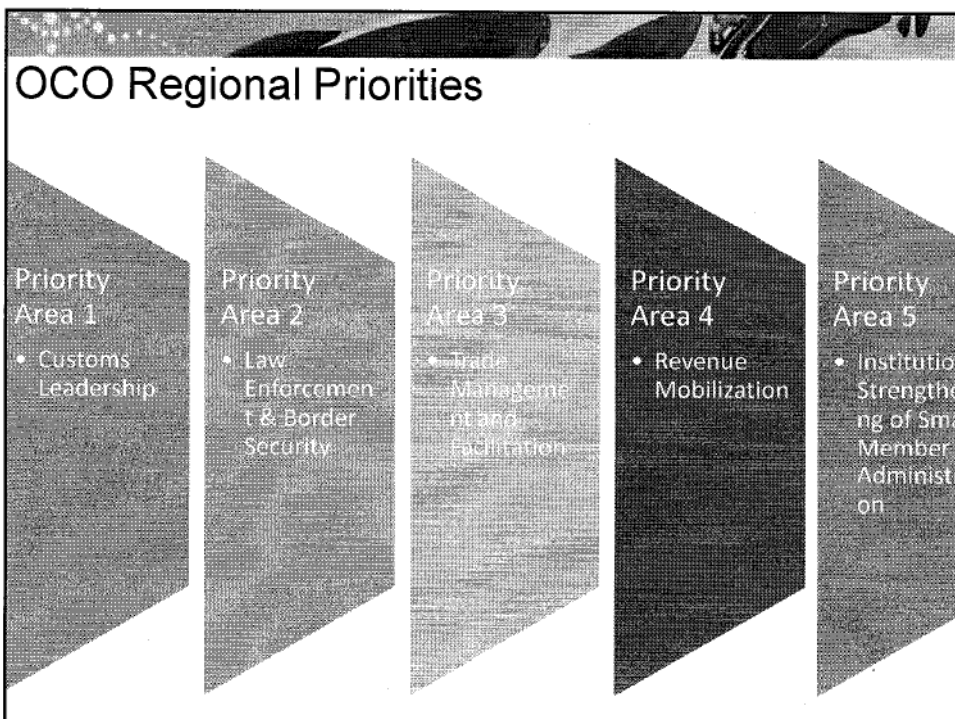 OCO Regional Priorities
Priority
Area 1
• Customs
Leadership
Priority
Area 2
• Law
Enforcemen
t & Border
Security
Priority
Area 3
• Trade
Manageme
nt and
Facilitation
Priority
Area 4
• Revenue
Mobilization
Priority
Area 5
• Institutio
Strengthe
ng of Sma
Member
Administ
on